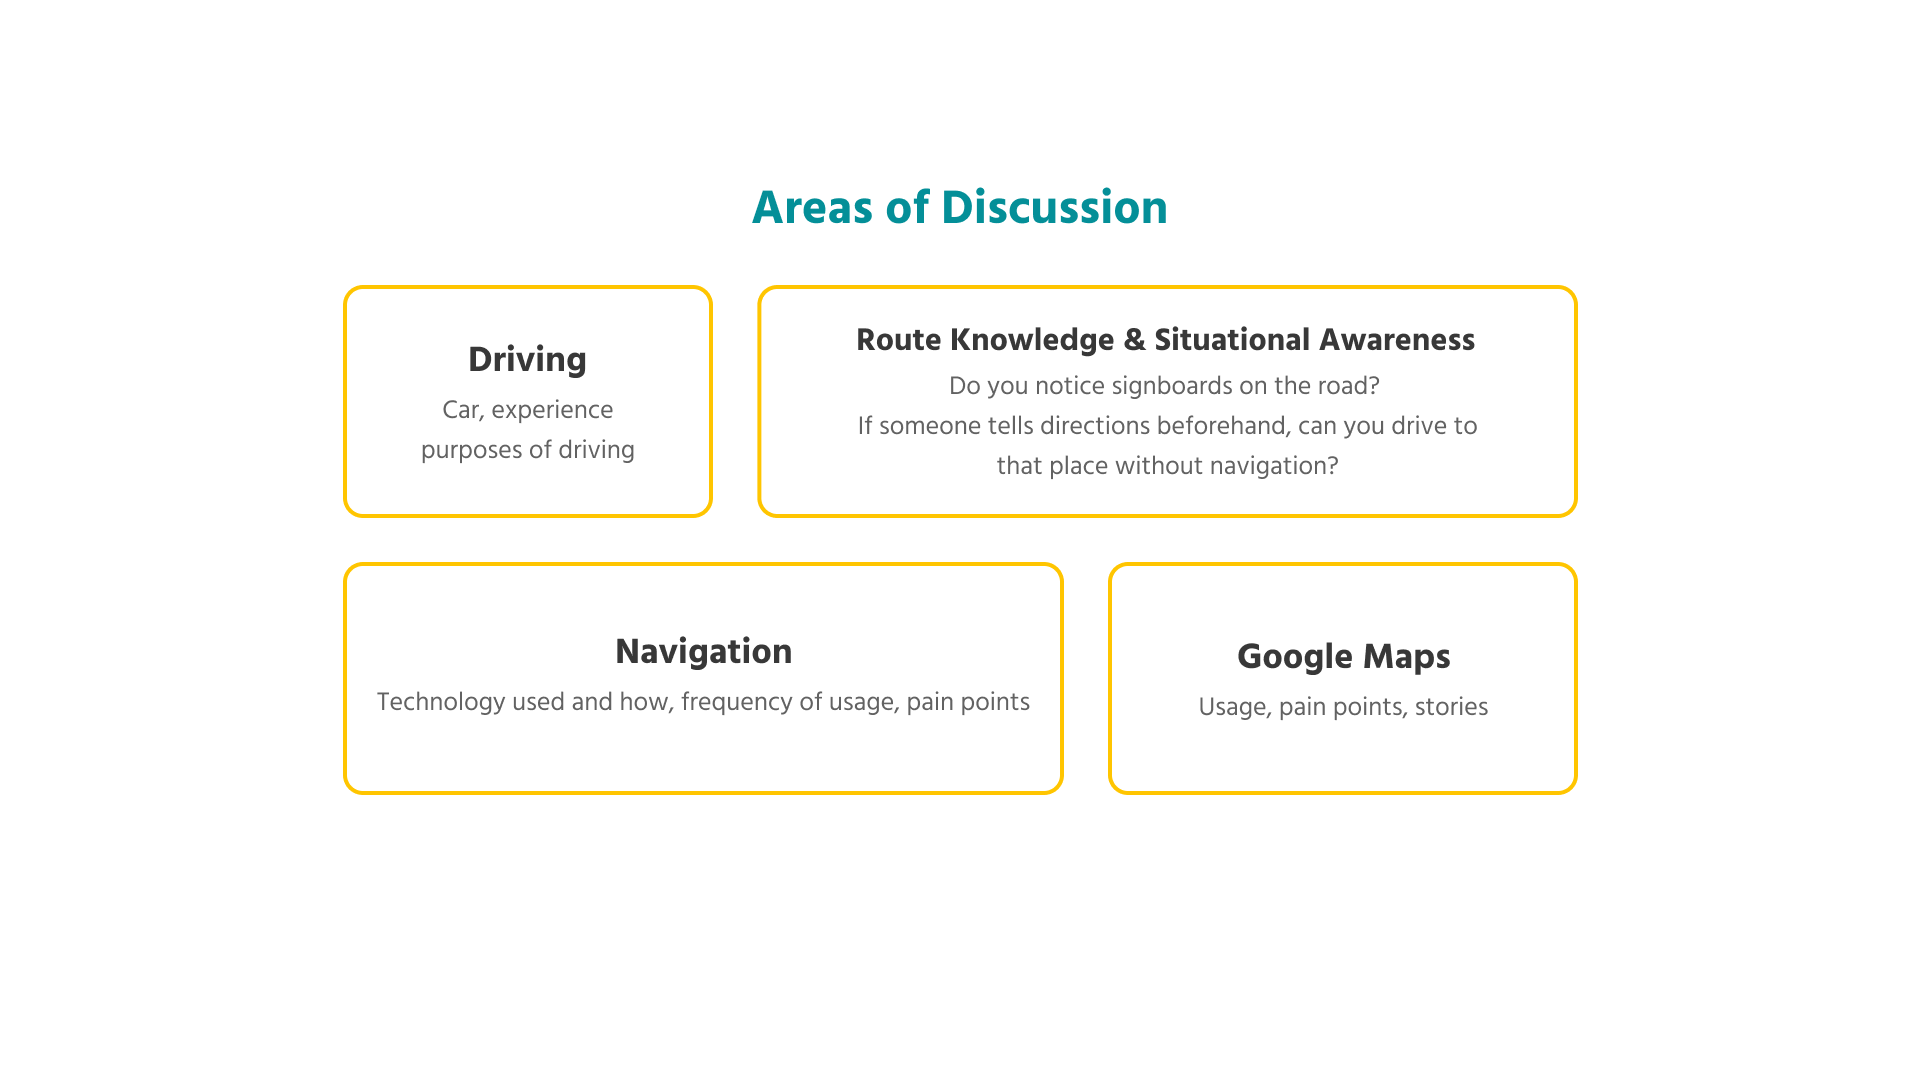 Areas of Discussion
Driving
Car, experience
purposes of driving
Route Knowledge & Situational Awareness
Do you notice signboards on the road?
If someone tells directions beforehand, can you drive to
that place without navigation?
Navigation
Technology used and how, frequency of usage, pain points
Google Maps
Usage, pain points, stories